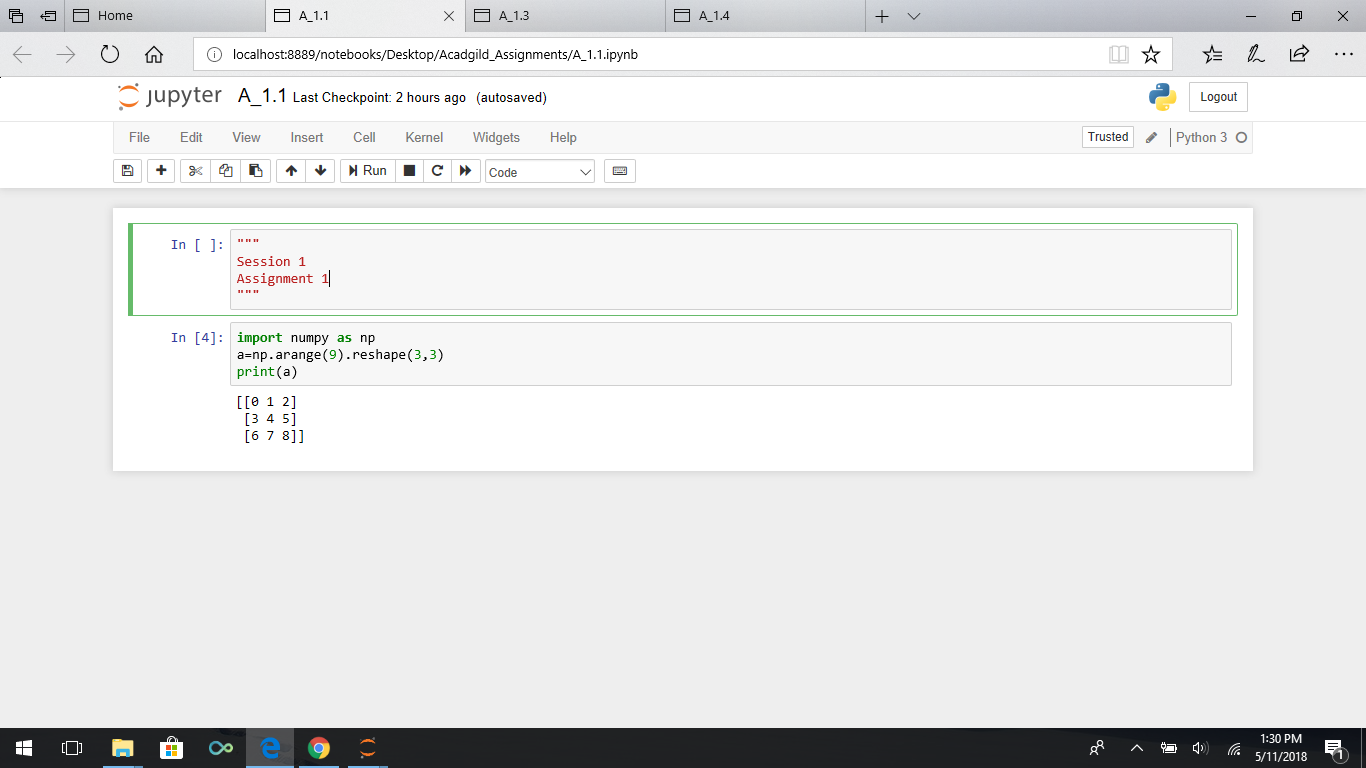 Home
A_1.1
A_1.3
A_1.4
localhost:8889/notebooks/Desktop/Acadgild_Assignments/A_1.1.ipynb
jupyter A_1.1 Last Checkpoint: 2 hours ago (autosaved)
Logout
File Edit View Insert Cell Kernel Widgets Help
Trusted Python 3
Run Code
In [ ]: """
Session 1
Assignment 1
"""
In [4]: import numpy as np
a=np.arange(9).reshape(3,3)
print(a)
[[0 1 2]
[3 4 5]
[6 7 8]]
1:30 PM
5/11/2018
1